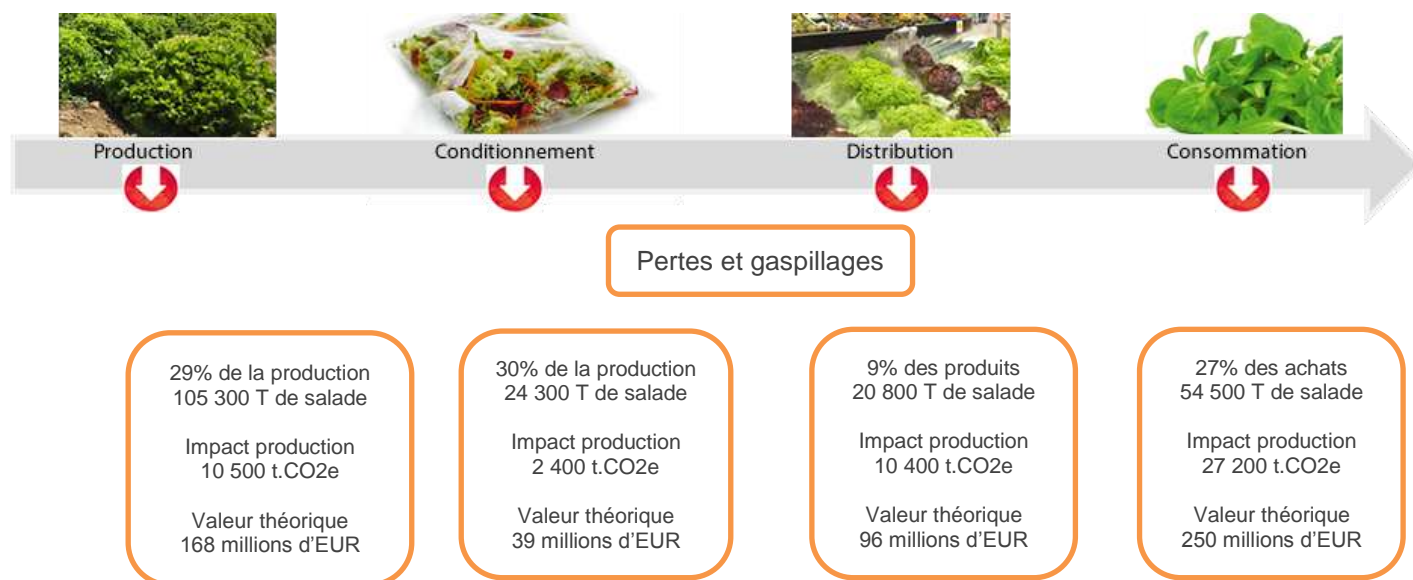 Production
Conditionnement
Distribution
Consommation
Pertes et gaspillages
29% de la production
105 300 T de salade
Impact production
10 500 t.CO2e
Valeur théorique
168 millions d’EUR
30% de la production
24 300 T de salade
Impact production
2 400 t.CO2e
Valeur théorique
39 millions d’EUR
9% des produits
20 800 T de salade
Impact production
10 400 t.CO2e
Valeur théorique
96 millions d’EUR
27% des achats
54 500 T de salade
Impact production
27 200 t.CO2e
Valeur théorique
250 millions d’EUR